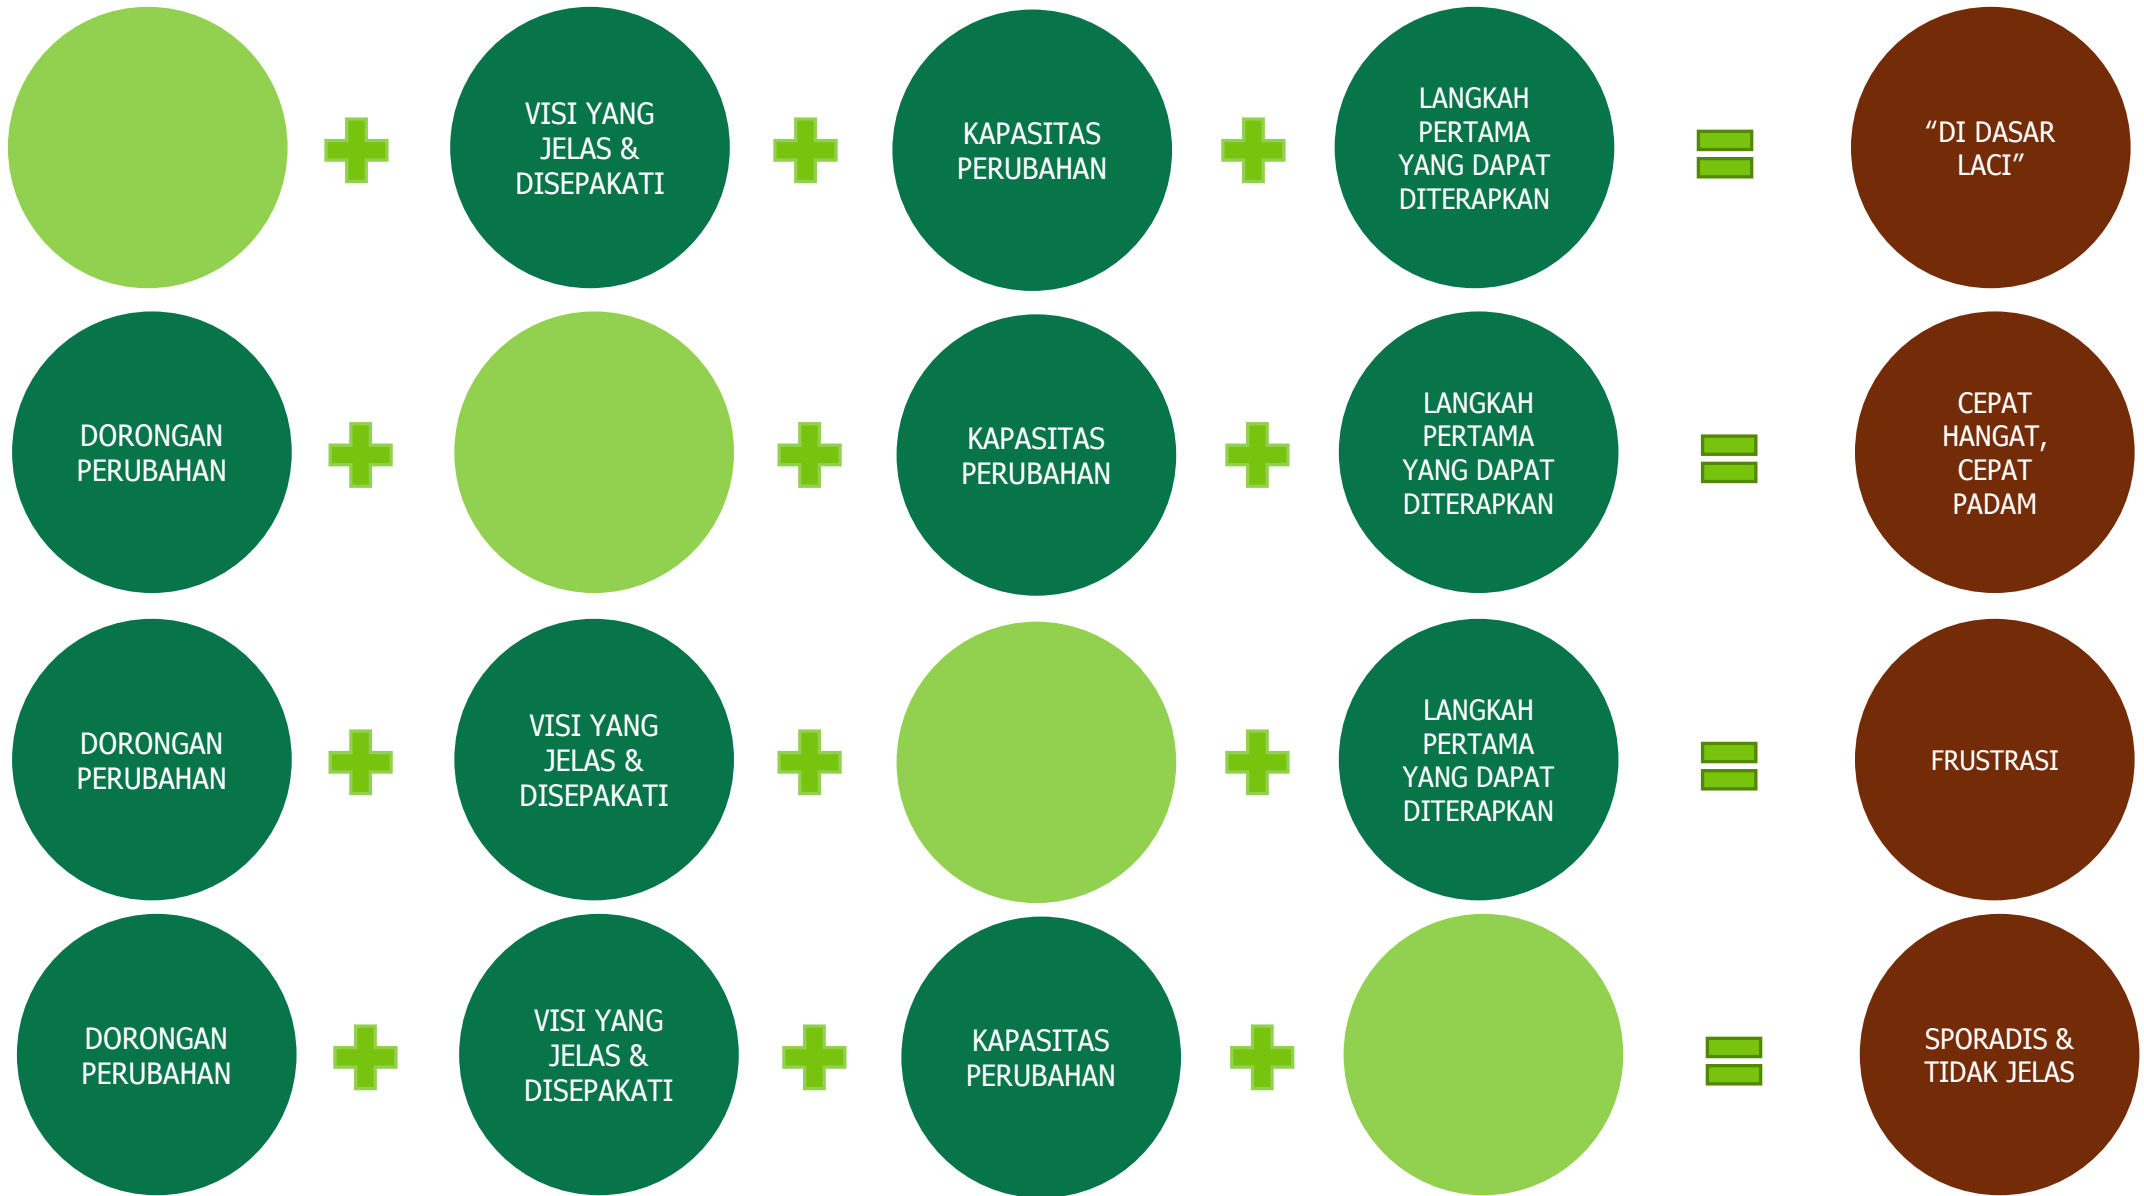 VISI YANG
JELAS &
DISEPAKATI
KAPASITAS
PERUBAHAN
LANGKAH
PERTAMA
YANG DAPAT
DITERAPKAN
“DI DASAR
LACI”
DORONGAN
PERUBAHAN
KAPASITAS
PERUBAHAN
LANGKAH
PERTAMA
YANG DAPAT
DITERAPKAN
CEPAT
HANGAT,
CEPAT
PADAM
DORONGAN
PERUBAHAN
VISI YANG
JELAS &
DISEPAKATI
LANGKAH
PERTAMA
YANG DAPAT
DITERAPKAN
FRUSTRASI
DORONGAN
PERUBAHAN
VISI YANG
JELAS &
DISEPAKATI
KAPASITAS
PERUBAHAN
SPORADIS &
TIDAK JELAS